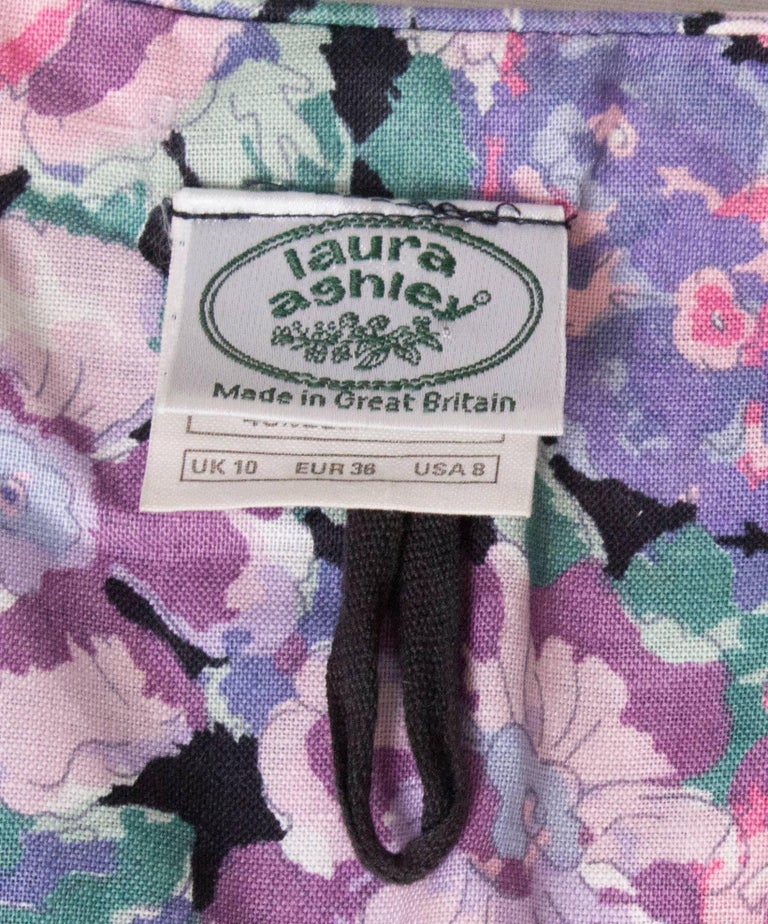 laura
ashley®
Made in Great Britain
UK 10 EUR 36 USA 8